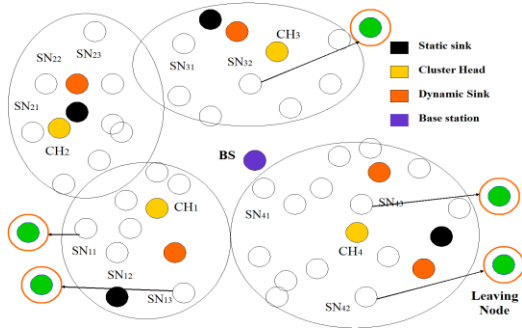 SN23
SN22
SN21
CH2
SN31
SN32
CH3
Static sink
Cluster Head
Dynamic Sink
Base station
BS
CH1
SN11
SN12
SN13
SN41
SN43
CH4
SN42
Leaving
Node